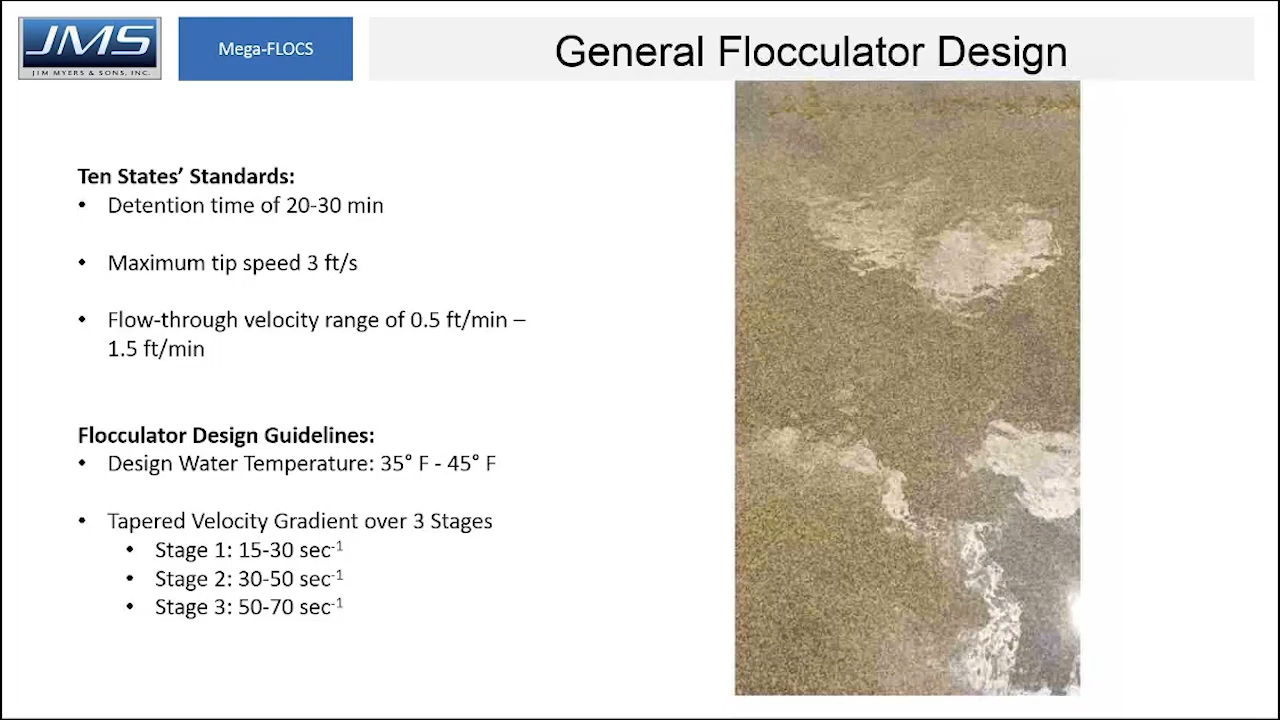 JMS
JIM MYERS & SONS, INC.
Mega-FLOCS
General Flocculator Design
Ten States’ Standards:
• Detention time of 20-30 min
• Maximum tip speed 3 ft/s
• Flow-through velocity range of 0.5 ft/min –
1.5 ft/min
Flocculator Design Guidelines:
• Design Water Temperature: 35° F - 45° F
• Tapered Velocity Gradient over 3 Stages
• Stage 1: 15-30 sec⁻¹
• Stage 2: 30-50 sec⁻¹
• Stage 3: 50-70 sec⁻¹